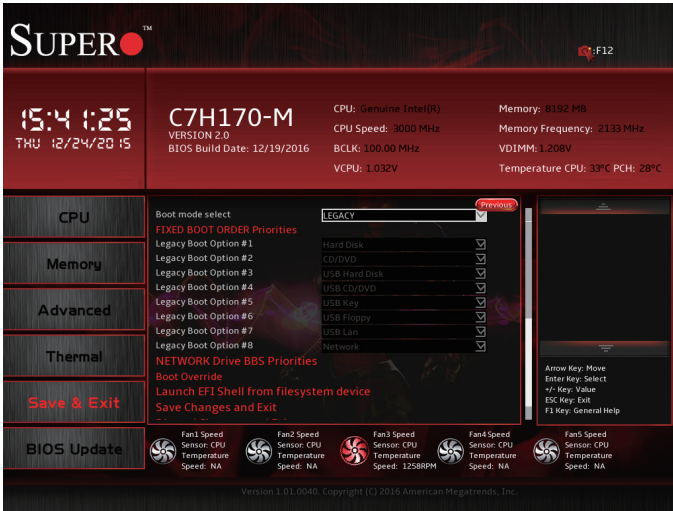 SUPER
TM
:F12
15:41:25
THU 12/24/2015
C7H170-M
VERSION 2.0
BIOS Build Date: 12/19/2016
CPU: Genuine Intel(R)
CPU Speed: 3000 MHz
BCLK: 100.00 MHz
VCPU: 1.032V
Memory: 8192 MB
Memory Frequency: 2133 MHz
VDIMM: 1.208V
Temperature CPU: 33°C PCH: 28°C
CPU
Memory
Advanced
Thermal
Save & Exit
BIOS Update
Previous
Boot mode select LEGACY
FIXED BOOT ORDER Priorities
Legacy Boot Option #1 Hard Disk
Legacy Boot Option #2 CD/DVD
Legacy Boot Option #3 USB Hard Disk
Legacy Boot Option #4 USB CD/DVD
Legacy Boot Option #5 USB Key
Legacy Boot Option #6 USB Floppy
Legacy Boot Option #7 USB Lan
Legacy Boot Option #8 Network
NETWORK Drive BBS Priorities
Boot Override
Launch EFI Shell from filesystem device
Save Changes and Exit
Arrow Key: Move
Enter Key: Select
+/- Key: Value
ESC Key: Exit
F1 Key: General Help
Fan1 Speed
Sensor: CPU
Temperature
Speed: NA
Fan2 Speed
Sensor: CPU
Temperature
Speed: NA
Fan3 Speed
Sensor: CPU
Temperature
Speed: 1258RPM
Fan4 Speed
Sensor: CPU
Temperature
Speed: NA
Fan5 Speed
Sensor: CPU
Temperature
Speed: NA
Version 1.01.0040. Copyright (C) 2016 American Megatrends, Inc.